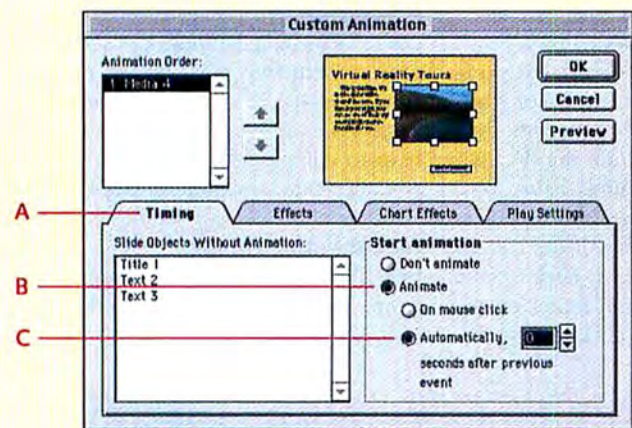 Custom Animation
Animation Order:
1. Media 4
Virtual Reality Tours
OK
Cancel
Preview
A
Timing
Effects
Chart Effects
Play Settings
Slide Objects Without Animation:
Title 1
Text 2
Text 3
Start animation
Don't animate
B
Animate
On mouse click
C
Automatically, 0
seconds after previous
event